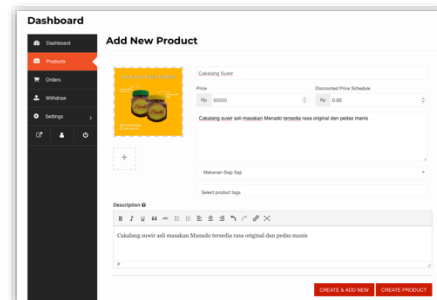 Dashboard
Dashboard
Products
Orders
Withdraw
Settings
Add New Product
Cakalang Suwir
Price
Discounted Price Schedule
Rp
Rp 0.00
Cakalang suwir asli masakan Manado tersedia rasa original dan pedas manis
Makanan Siap Saji
Select product tags
Description
Cakalang suwir asli masakan Manado tersedia rasa original dan pedas manis
CREATE & ADD NEW
CREATE PRODUCT